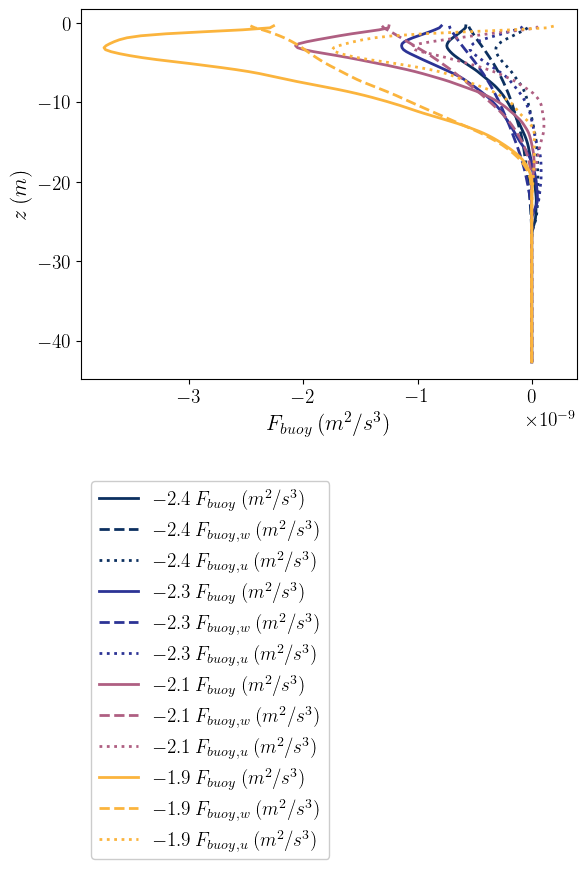 0
−10
−20
−30
−40
z (m)
−3 −2 −1 0
×10⁻⁹
F_buoy (m²/s³)
−2.4 F_buoy (m²/s³)
−2.4 F_buoy,w (m²/s³)
−2.4 F_buoy,u (m²/s³)
−2.3 F_buoy (m²/s³)
−2.3 F_buoy,w (m²/s³)
−2.3 F_buoy,u (m²/s³)
−2.1 F_buoy (m²/s³)
−2.1 F_buoy,w (m²/s³)
−2.1 F_buoy,u (m²/s³)
−1.9 F_buoy (m²/s³)
−1.9 F_buoy,w (m²/s³)
−1.9 F_buoy,u (m²/s³)